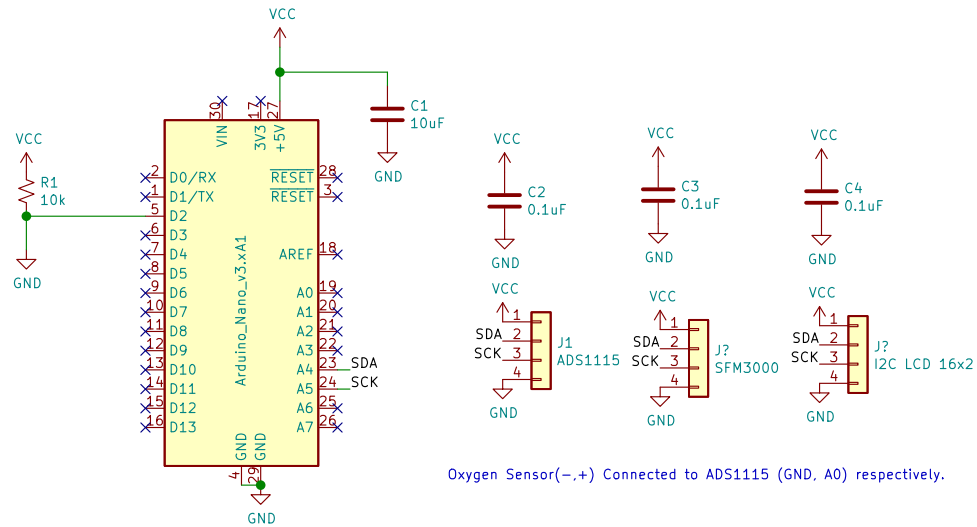 VCC
C1
10uF
GND
30
17
27
VIN
3V3
+5V
VCC
R1
10k
GND
2 D0/RX
1 D1/TX
5 D2
6 D3
7 D4
8 D5
9 D6
10 D7
11 D8
12 D9
13 D10
14 D11
15 D12
16 D13
Arduino_Nano_v3.xA1
RESET 28
RESET 3
AREF 18
A0 19
A1 20
A2 21
A3 22
A4 23 SDA
A5 24 SCK
A6 25
A7 26
GND
GND
4
29
GND
VCC
C2
0.1uF
GND
VCC
C3
0.1uF
GND
VCC
C4
0.1uF
GND
VCC
1
SDA 2
SCK 3
4
J1
ADS1115
GND
VCC
1
SDA 2
SCK 3
4
J?
SFM3000
GND
VCC
1
SDA 2
SCK 3
4
J?
I2C LCD 16x2
GND
Oxygen Sensor(-,+) Connected to ADS1115 (GND, A0) respectively.